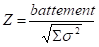 Z = battement / √Σσ²